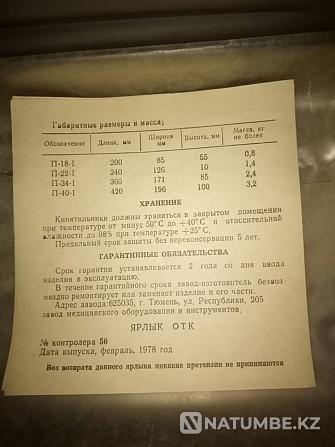 Габаритные размеры и масса;
Обозначение Длина, мм Ширина мм Высота, мм Масса, кг не более
П-18-I 200 85 55 0,8
П-22-I 240 126 10 1,4
П-34-I 360 171 85 2,4
П-40-I 420 196 100 3,2
ХРАНЕНИЕ
Кипятильники должны храниться в закрытом помещении
при температуре от минус 50°С до +40°С и относительной
влажности до 98% при температуре +25°С.
Предельный срок защиты без переконсервации 5 лет.
ГАРАНТИЙНЫЕ ОБЯЗАТЕЛЬСТВА
Срок гарантии устанавливается 2 года со дня ввода
изделия в эксплуатацию.
В течение гарантийного срока завод-изготовитель безвоз-
мездно ремонтирует или заменяет изделие и его части.
Адрес завода:625035, г. Тюмень, ул, Республики, 205
завод медицинского оборудования и инструментов,
ЯРЛЫК ОТК
№ контролера 56
Дата выпуска, февраль, 1978 год
Без возврата данного ярлыка никакие претензии не принимаются
NATUMBE.KZ